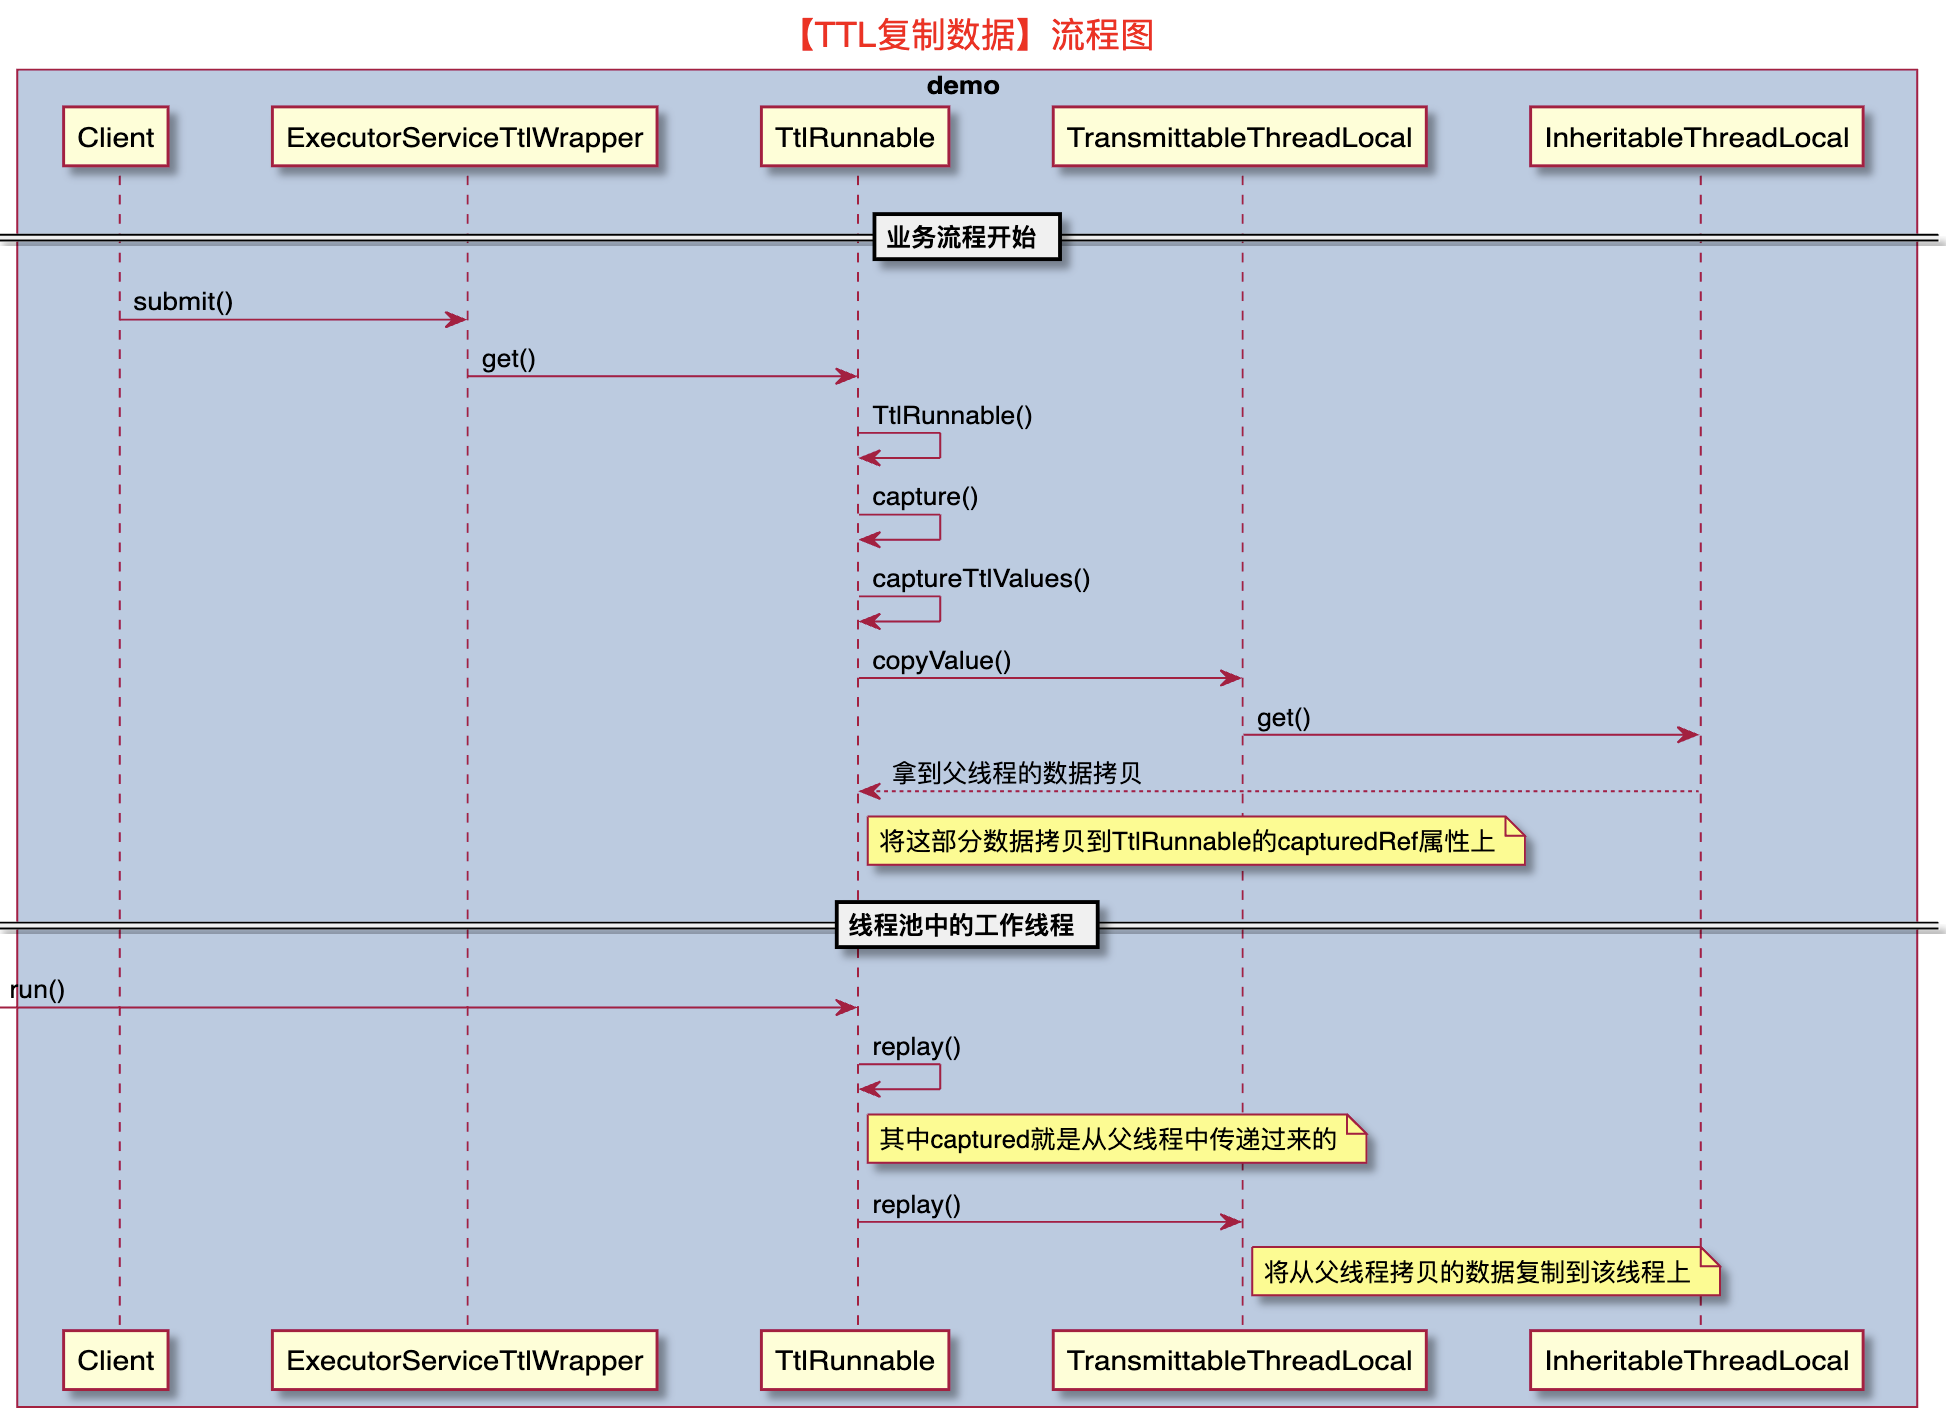 【TTL复制数据】流程图
demo
Client
ExecutorServiceTtlWrapper
TtlRunnable
TransmittableThreadLocal
InheritableThreadLocal
业务流程开始
submit()
get()
TtlRunnable()
capture()
captureTtlValues()
copyValue()
get()
拿到父线程的数据拷贝
将这部分数据拷贝到TtlRunnable的capturedRef属性上
线程池中的工作线程
run()
replay()
其中captured就是从父线程中传递过来的
replay()
将从父线程拷贝的数据复制到该线程上
Client
ExecutorServiceTtlWrapper
TtlRunnable
TransmittableThreadLocal
InheritableThreadLocal